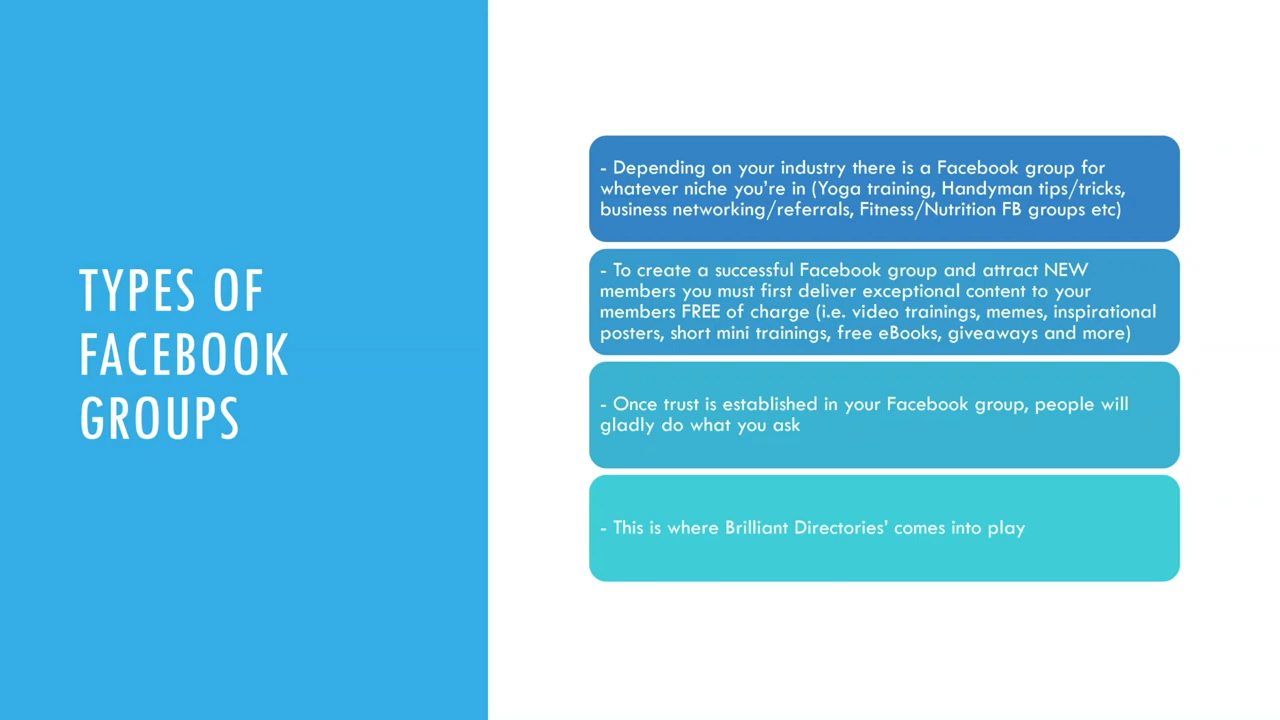 TYPES OF
FACEBOOK
GROUPS
- Depending on your industry there is a Facebook group for
whatever niche you're in (Yoga training, Handyman tips/tricks,
business networking/referrals, Fitness/Nutrition FB groups etc)
- To create a successful Facebook group and attract NEW
members you must first deliver exceptional content to your
members FREE of charge (i.e. video trainings, memes, inspirational
posters, short mini trainings, free eBooks, giveaways and more)
- Once trust is established in your Facebook group, people will
gladly do what you ask
- This is where Brilliant Directories' comes into play